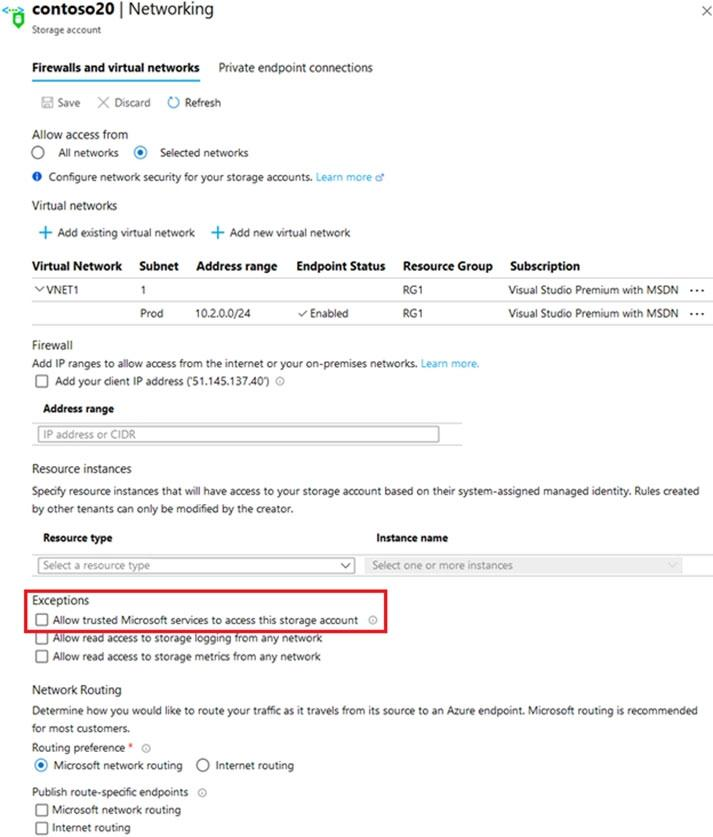 contoso20 | Networking
Storage account
Firewalls and virtual networks Private endpoint connections
Save Discard Refresh
Allow access from
All networks Selected networks
Configure network security for your storage accounts. Learn more
Virtual networks
Add existing virtual network Add new virtual network
Virtual Network Subnet Address range Endpoint Status Resource Group Subscription
VNET1 1 RG1 Visual Studio Premium with MSDN ...
Prod 10.2.0.0/24 Enabled RG1 Visual Studio Premium with MSDN ...
Firewall
Add IP ranges to allow access from the internet or your on-premises networks. Learn more.
Add your client IP address ('51.145.137.40')
Address range
IP address or CIDR
Resource instances
Specify resource instances that will have access to your storage account based on their system-assigned managed identity. Rules created
by other tenants can only be modified by the creator.
Resource type Instance name
Select a resource type Select one or more instances
Exceptions
Allow trusted Microsoft services to access this storage account
Allow read access to storage logging from any network
Allow read access to storage metrics from any network
Network Routing
Determine how you would like to route your traffic as it travels from its source to an Azure endpoint. Microsoft routing is recommended
for most customers.
Routing preference *
Microsoft network routing Internet routing
Publish route-specific endpoints
Microsoft network routing
Internet routing